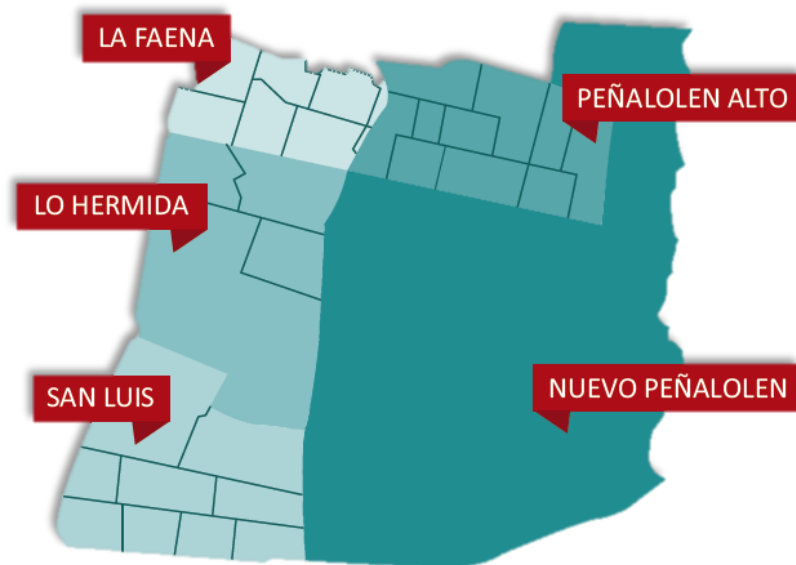 LA FAENA
PEÑALOLEN ALTO
LO HERMIDA
SAN LUIS
NUEVO PEÑALOLEN